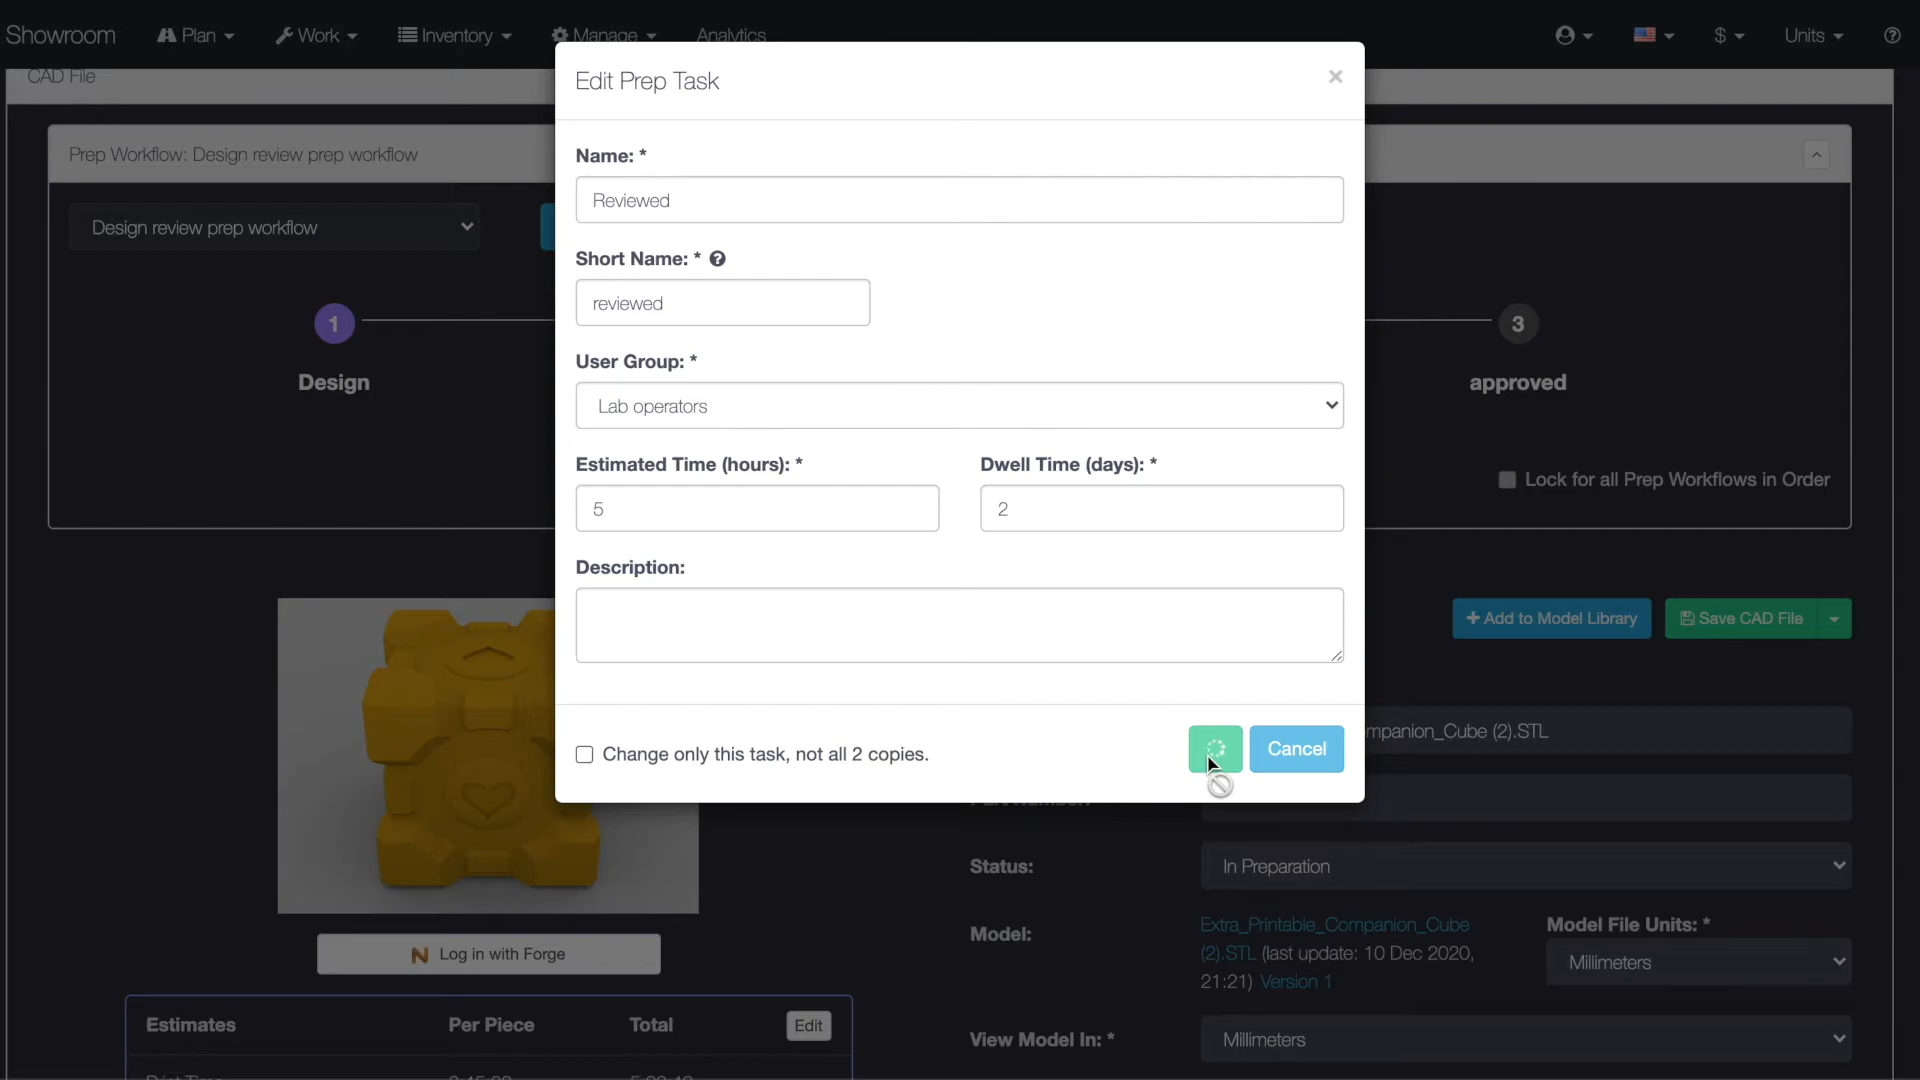 Showroom
Plan
Work
Inventory
Manage
Analytics
$
Units
CAD File
Prep Workflow: Design review prep workflow
Design review prep workflow
1
Design
3
approved
Lock for all Prep Workflows in Order
Edit Prep Task
×
Name: *
Reviewed
Short Name: *
reviewed
User Group: *
Lab operators
Estimated Time (hours): *
Dwell Time (days): *
5
2
Description:
Change only this task, not all 2 copies.
Cancel
+ Add to Model Library
Save CAD File
mpanion_Cube (2).STL
Status:
In Preparation
Model:
Extra_Printable_Companion_Cube
(2).STL (last update: 10 Dec 2020,
21:21) Version 1
Model File Units: *
Millimeters
View Model In: *
Millimeters
Log in with Forge
Estimates
Per Piece
Total
Edit